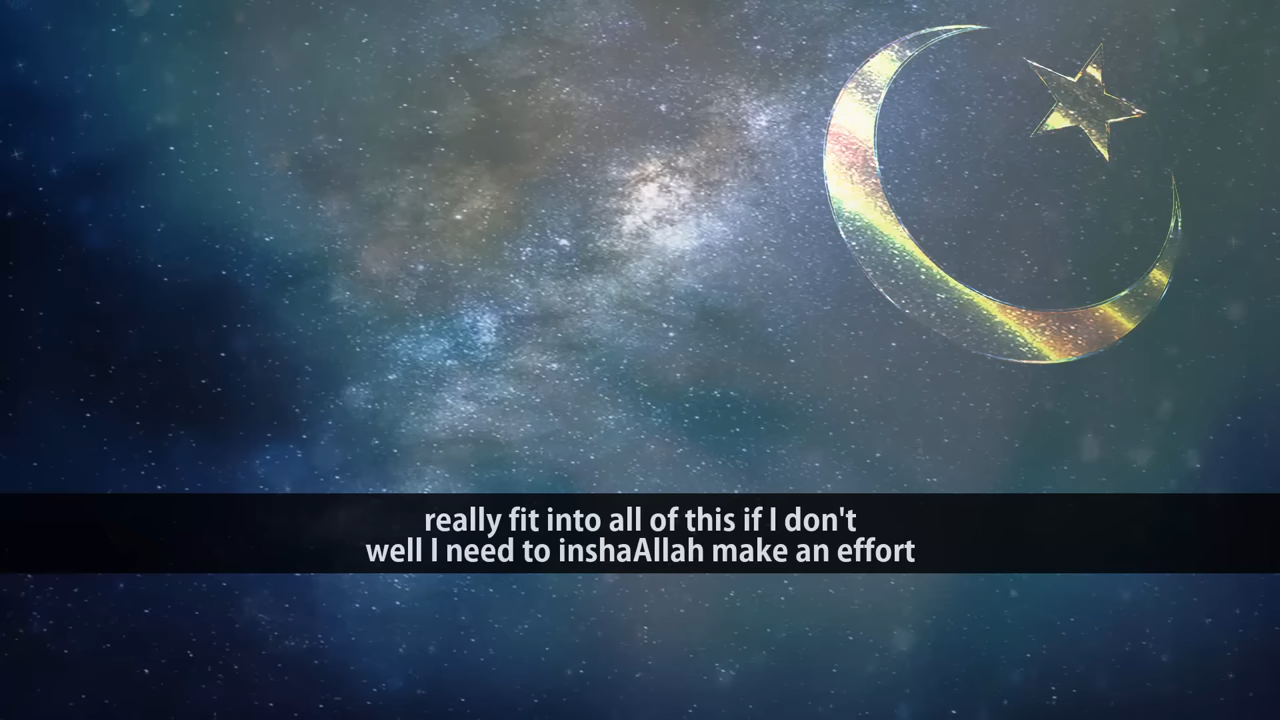 really fit into all of this if I don't
well I need to inshaAllah make an effort